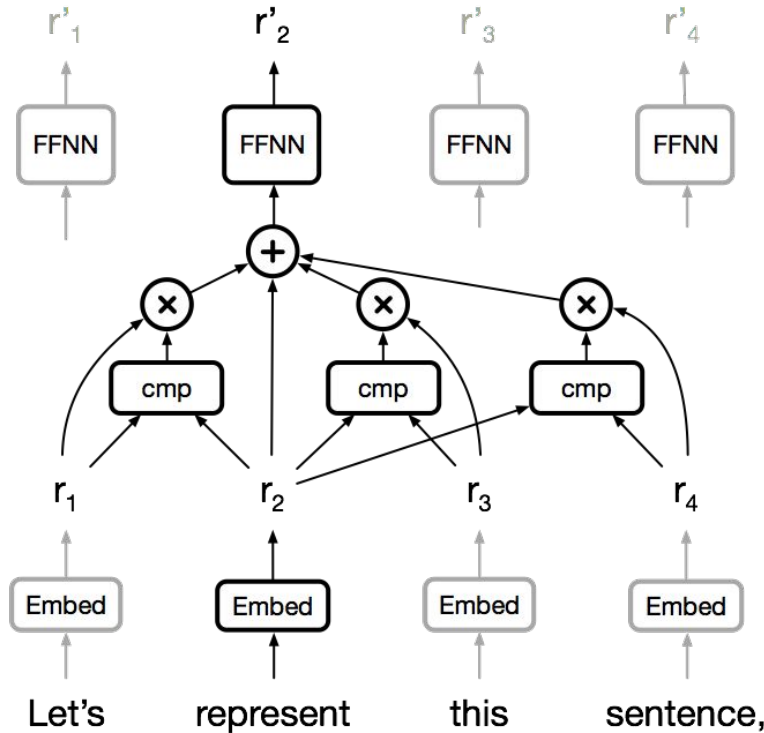 r'₁ r'₂ r'₃ r'₄
FFNN FFNN FFNN FFNN
+
× × ×
cmp cmp cmp
r₁ r₂ r₃ r₄
Embed Embed Embed Embed
Let's represent this sentence,